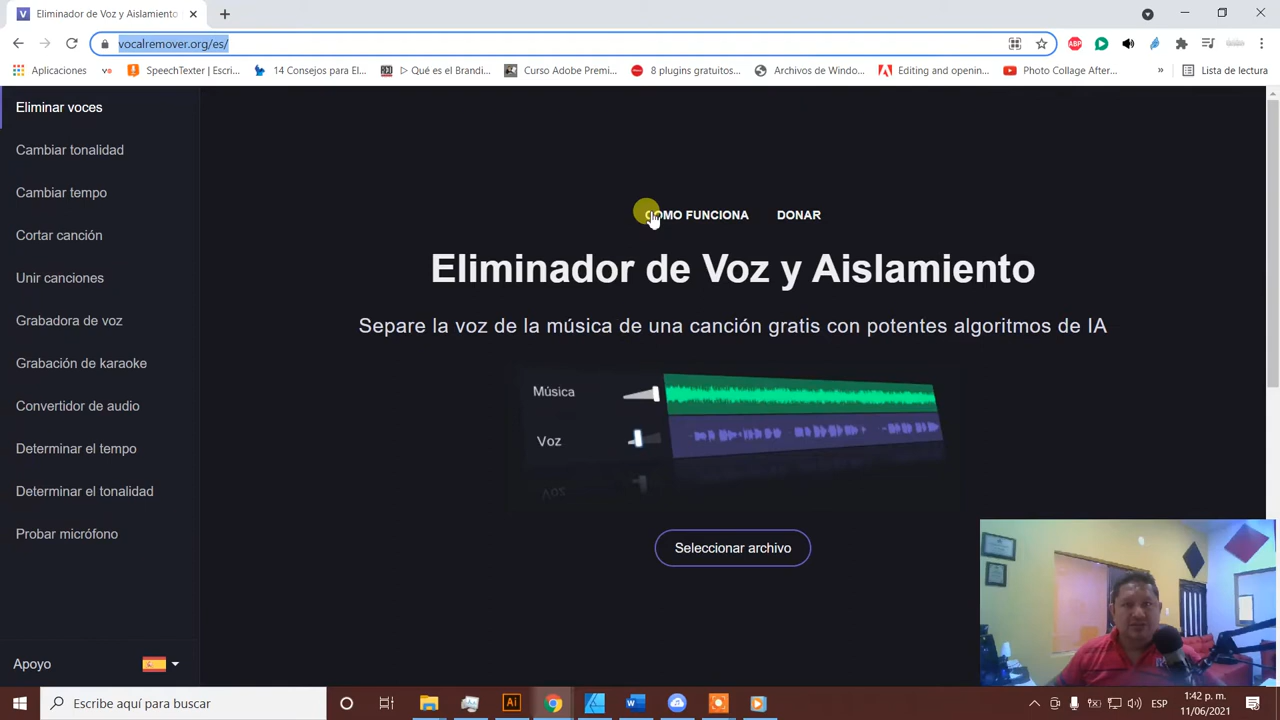 Eliminador de Voz y Aislamiento
vocalremover.org/es/
ABP
Aplicaciones
SpeechTexter | Escri...
14 Consejos para El...
> Qué es el Brandi...
Curso Adobe Premi...
8 plugins gratuitos...
Archivos de Windo...
Editing and openin...
Photo Collage After...
»
Lista de lectura
Eliminar voces
Cambiar tonalidad
Cambiar tempo
Cortar canción
Unir canciones
Grabadora de voz
Grabación de karaoke
Convertidor de audio
Determinar el tempo
Determinar el tonalidad
Probar micrófono
Apoyo
COMO FUNCIONA
DONAR
Eliminador de Voz y Aislamiento
Separe la voz de la música de una canción gratis con potentes algoritmos de IA
Música
Voz
Seleccionar archivo
Escribe aquí para buscar
Ai
ESP
1:42 p. m.
11/06/2021